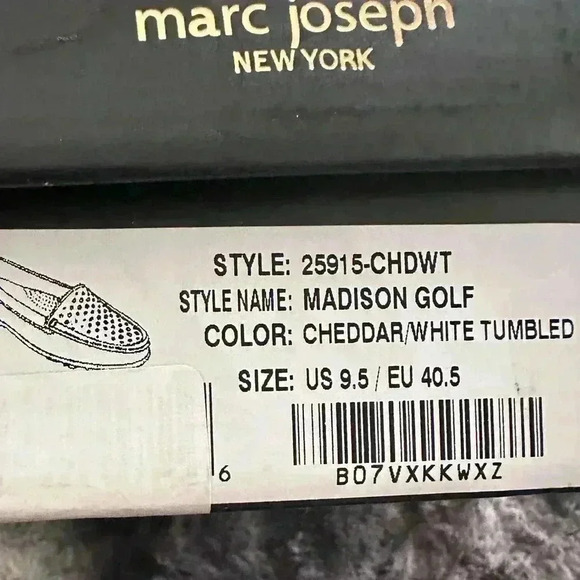 marc joseph
NEW YORK
STYLE: 25915-CHDWT
STYLE NAME: MADISON GOLF
COLOR: CHEDDAR/WHITE TUMBLED
SIZE: US 9.5 / EU 40.5
6
B07VXKKWXZ